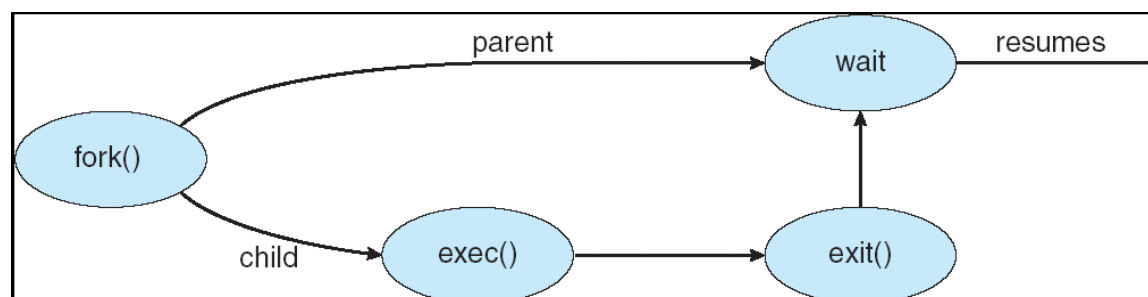 parent
resumes
wait
fork()
child
exec()
exit()